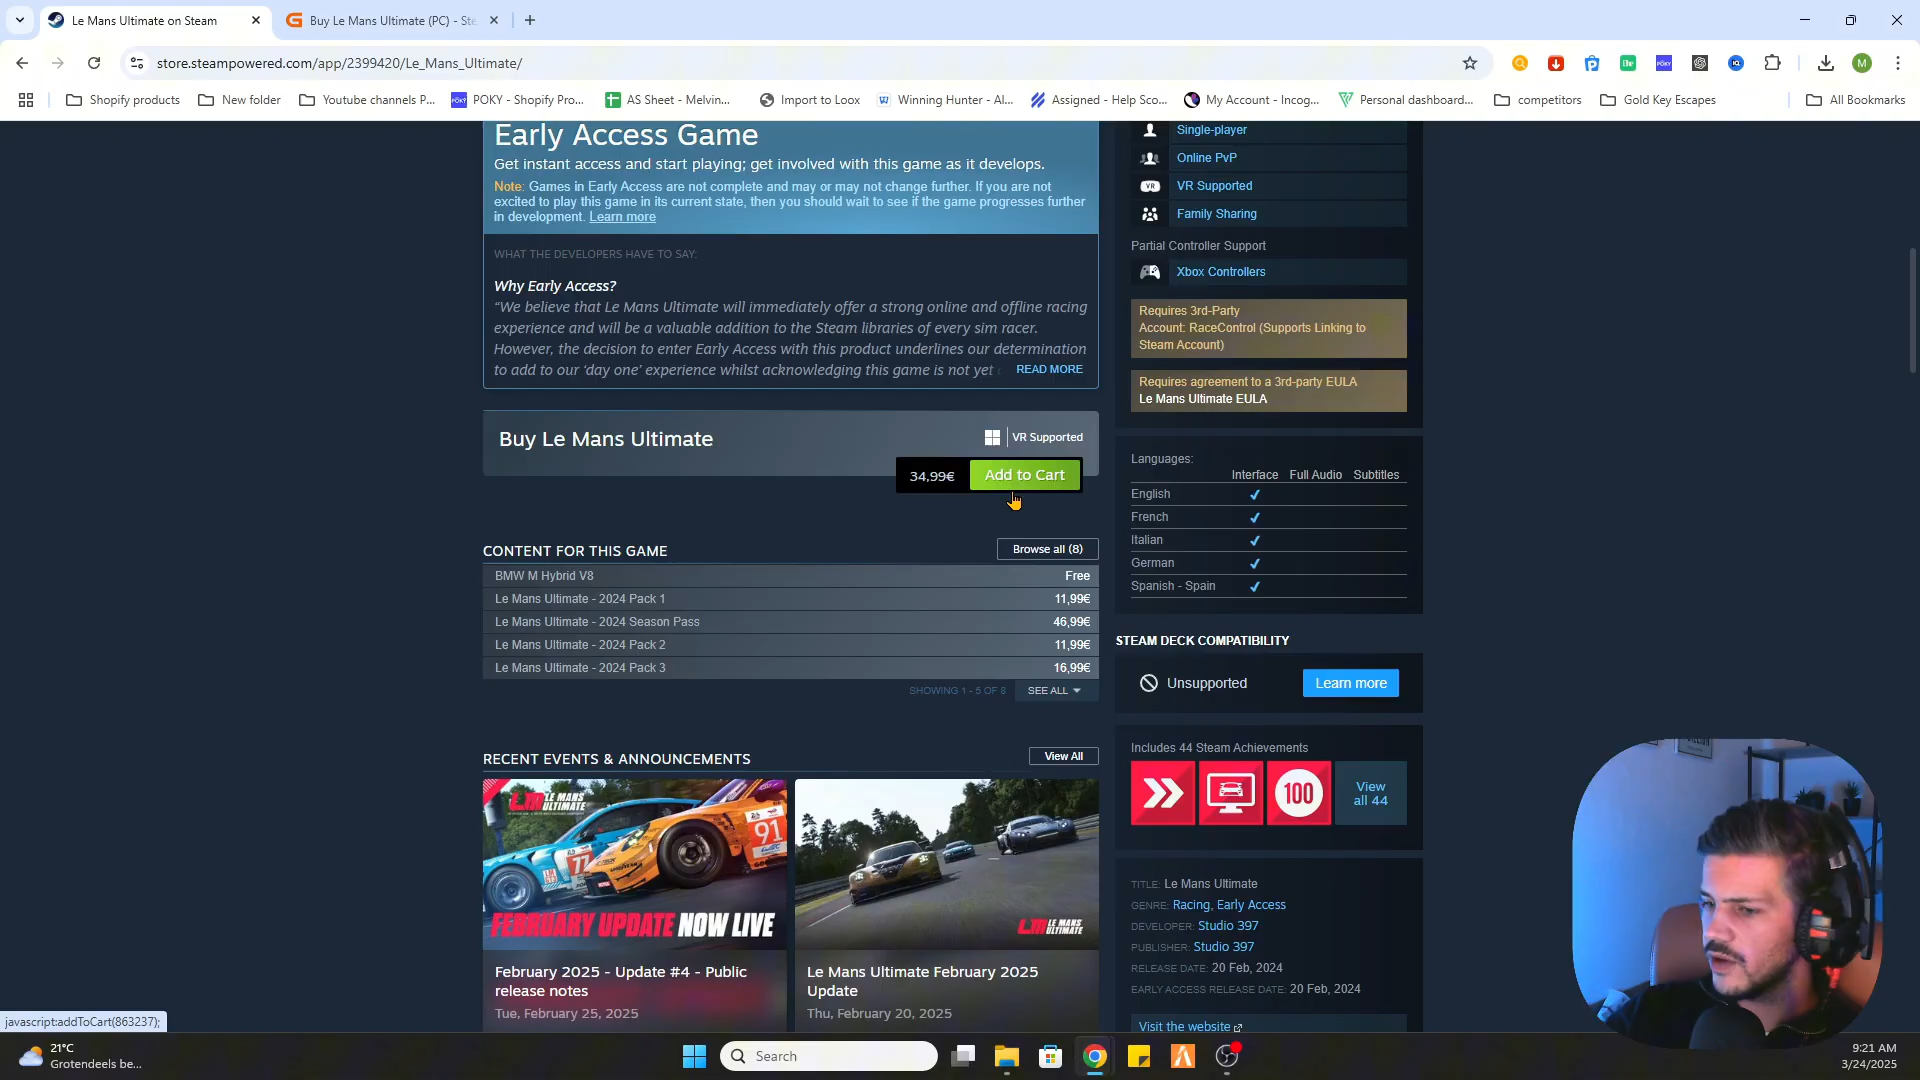 Le Mans Ultimate on Steam
Buy Le Mans Ultimate (PC) - Ste
store.steampowered.com/app/2399420/Le_Mans_Ultimate/
M
Shopify products
New folder
Youtube channels P...
POKY - Shopify Pro...
AS Sheet - Melvin...
Import to Loox
Winning Hunter - Al...
Assigned - Help Sco...
My Account - Incog...
Personal dashboard...
competitors
Gold Key Escapes
All Bookmarks
Early Access Game
Get instant access and start playing; get involved with this game as it develops.
Note: Games in Early Access are not complete and may or may not change further. If you are not
excited to play this game in its current state, then you should wait to see if the game progresses further
in development. Learn more
WHAT THE DEVELOPERS HAVE TO SAY:
Why Early Access?
“We believe that Le Mans Ultimate will immediately offer a strong online and offline racing
experience and will be a valuable addition to the Steam libraries of every sim racer.
However, the decision to enter Early Access with this product underlines our determination
to add to our ‘day one’ experience whilst acknowledging this game is not yet READ MORE
Buy Le Mans Ultimate
VR Supported
34,99€
Add to Cart
CONTENT FOR THIS GAME
Browse all (8)
BMW M Hybrid V8 Free
Le Mans Ultimate - 2024 Pack 1 11,99€
Le Mans Ultimate - 2024 Season Pass 46,99€
Le Mans Ultimate - 2024 Pack 2 11,99€
Le Mans Ultimate - 2024 Pack 3 16,99€
SHOWING 1 - 5 OF 8 SEE ALL
RECENT EVENTS & ANNOUNCEMENTS
View All
LE MANS
ULTIMATE
77
91
FEBRUARY UPDATE NOW LIVE
LE MANS
ULTIMATE
February 2025 - Update #4 - Public
release notes
Tue, February 25, 2025
Le Mans Ultimate February 2025
Update
Thu, February 20, 2025
Single-player
Online PvP
VR
VR Supported
Family Sharing
Partial Controller Support
Xbox Controllers
Requires 3rd-Party
Account: RaceControl (Supports Linking to
Steam Account)
Requires agreement to a 3rd-party EULA
Le Mans Ultimate EULA
Languages:
Interface Full Audio Subtitles
English
French
Italian
German
Spanish - Spain
STEAM DECK COMPATIBILITY
Unsupported
Learn more
Includes 44 Steam Achievements
100
View
all 44
TITLE: Le Mans Ultimate
GENRE: Racing, Early Access
DEVELOPER: Studio 397
PUBLISHER: Studio 397
RELEASE DATE: 20 Feb, 2024
EARLY ACCESS RELEASE DATE: 20 Feb, 2024
Visit the website
javascript:addToCart(863237);
21°C
Grotendeels be...
Search
9:21 AM
3/24/2025